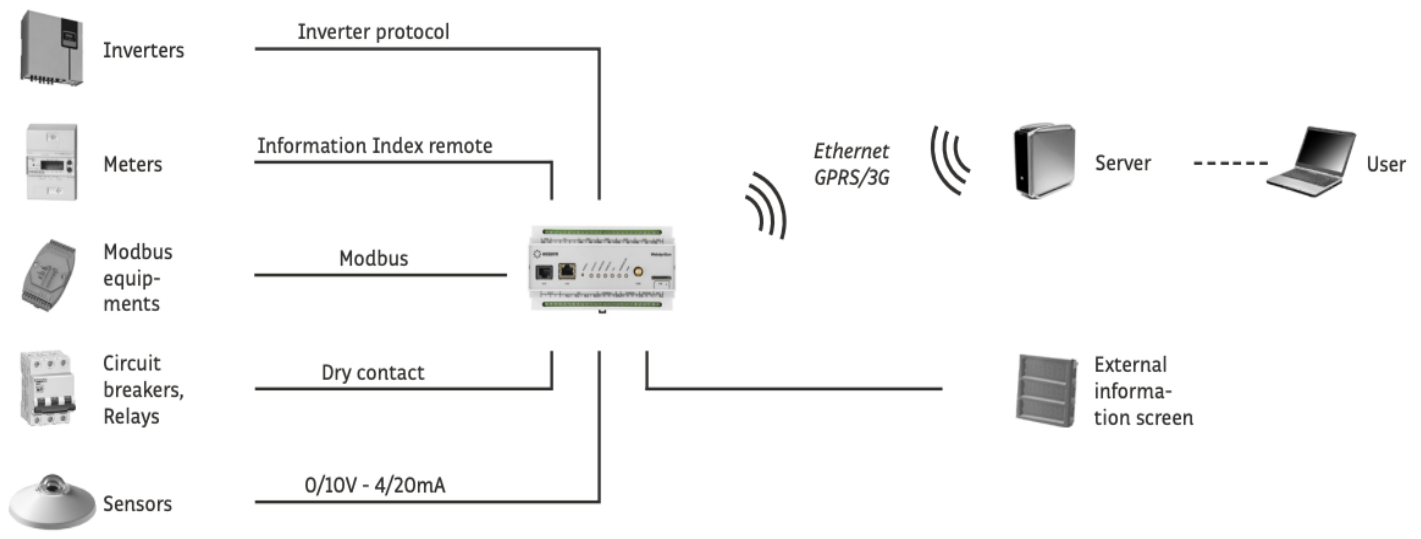 Inverters
Inverter protocol
Meters
Information Index remote
Modbus
equip-
ments
Modbus
Circuit
breakers,
Relays
Dry contact
Sensors
0/10V - 4/20mA
Ethernet
GPRS/3G
Server
User
External
informa-
tion screen